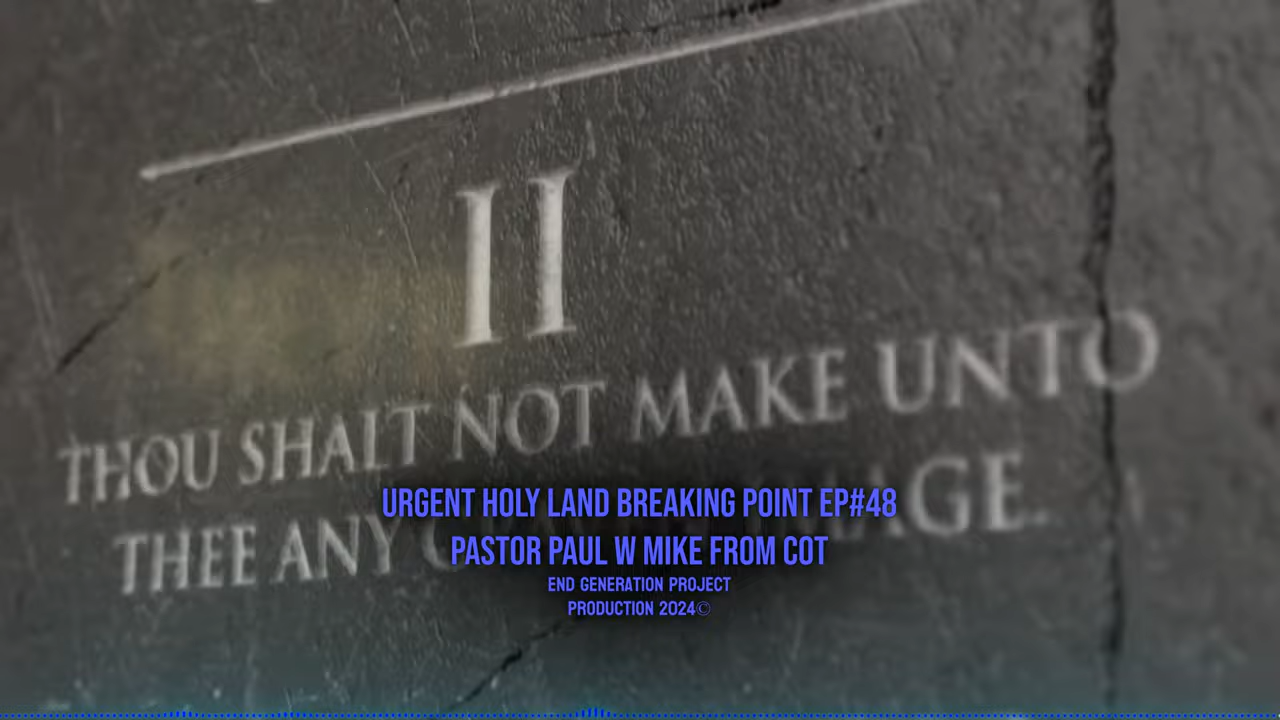 II
THOU SHALT NOT MAKE UNTO
THEE ANY
URGENT HOLY LAND BREAKING POINT EP#48
PASTOR PAUL W MIKE FROM COT
END GENERATION PROJECT
PRODUCTION 2024©